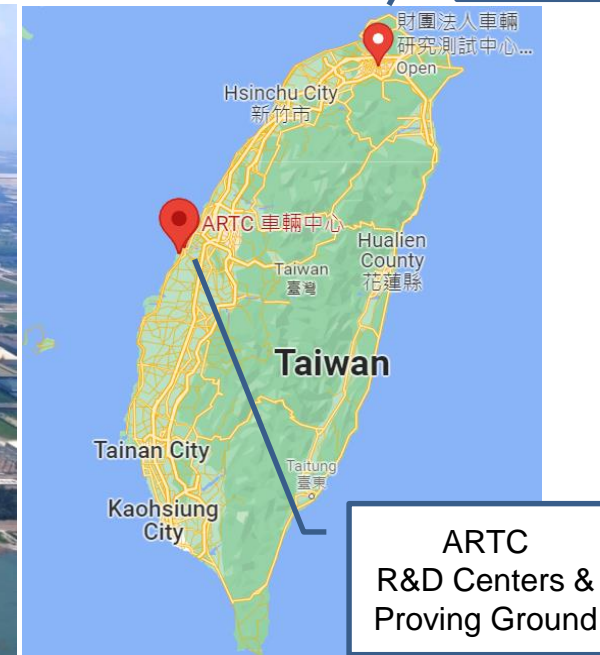 財團法人車輛
研究測試中心...
Open
Hsinchu City
新竹市
ARTC 車輛中心
Hualien
County
花蓮縣
Taiwan
臺灣
Taiwan
Tainan City
Taitung
臺東
Kaohsiung
City
ARTC
R&D Centers &
Proving Ground